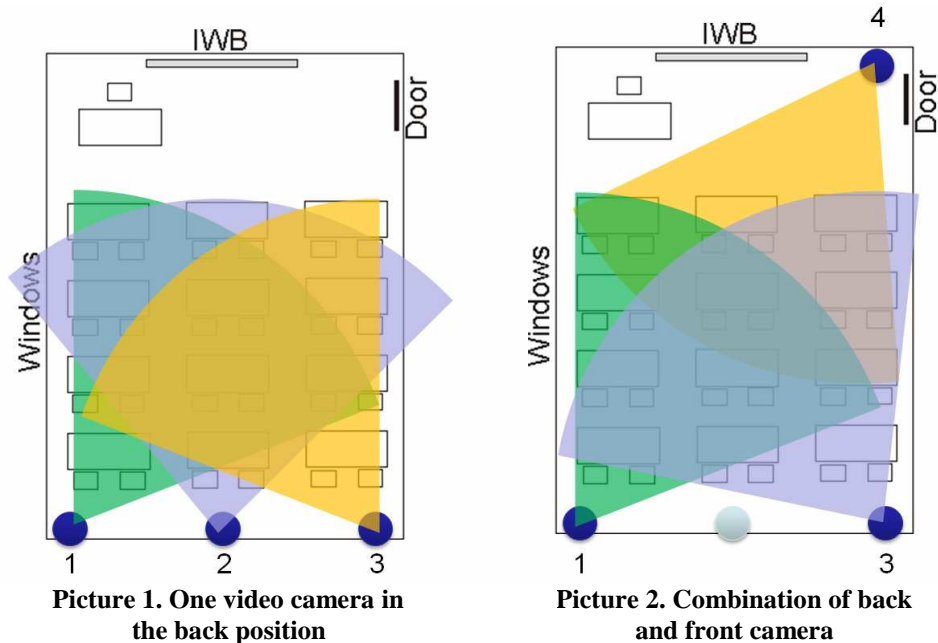 IWB
Door
Windows
1
2
3
Picture 1. One video camera in
the back position
4
IWB
Door
Windows
1
3
Picture 2. Combination of back
and front camera